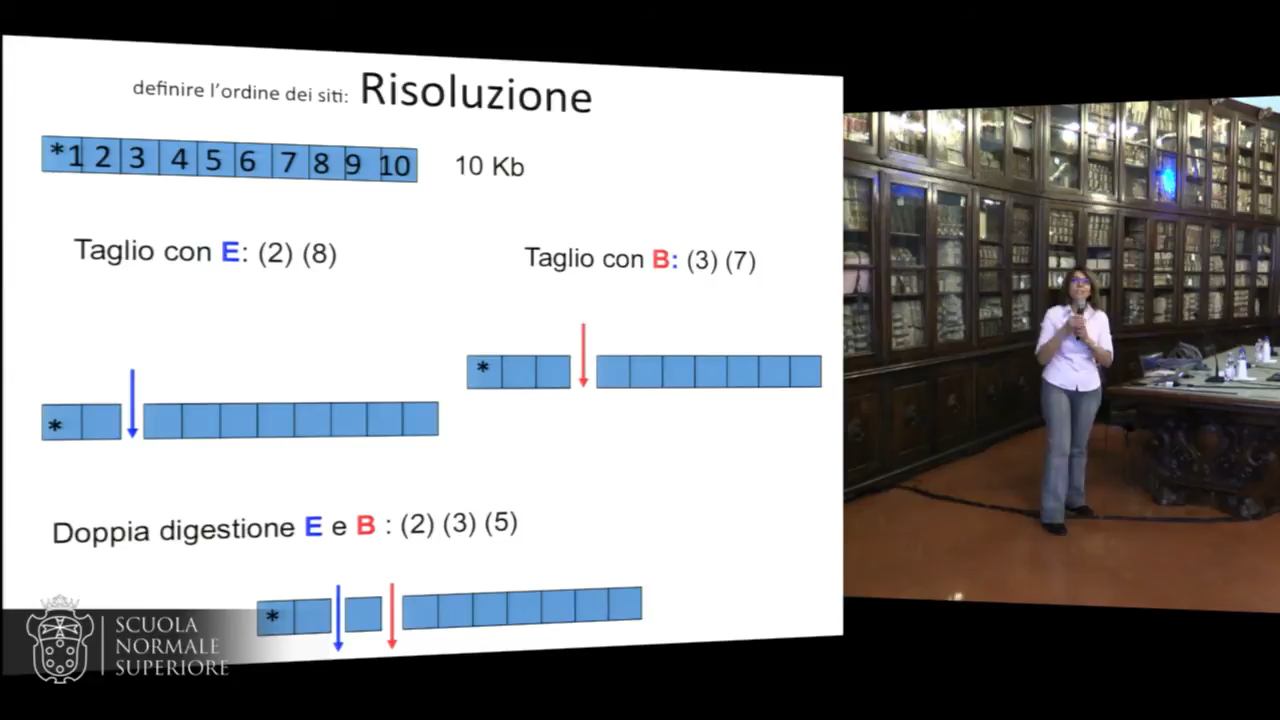 definire l'ordine dei siti: Risoluzione
*1 2 3 4 5 6 7 8 9 10 10 Kb
Taglio con E: (2) (8)
Taglio con B: (3) (7)
*
*
Doppia digestione E e B : (2) (3) (5)
*
SCUOLA
NORMALE
SUPERIORE